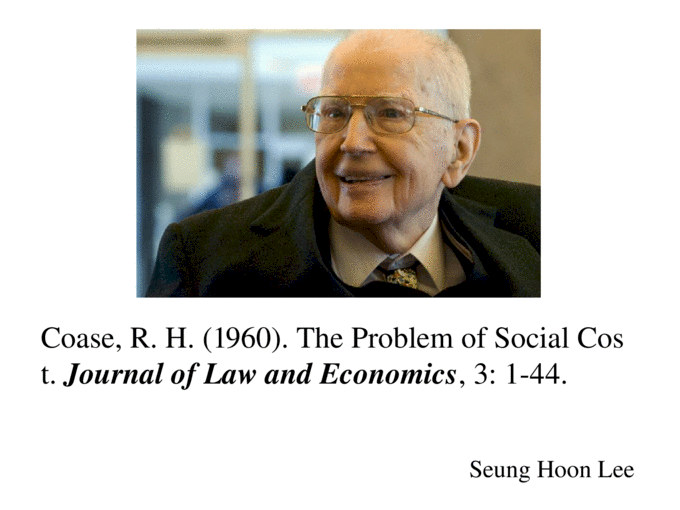 Coase, R. H. (1960). The Problem of Social Cos
t. Journal of Law and Economics, 3: 1-44.
Seung Hoon Lee